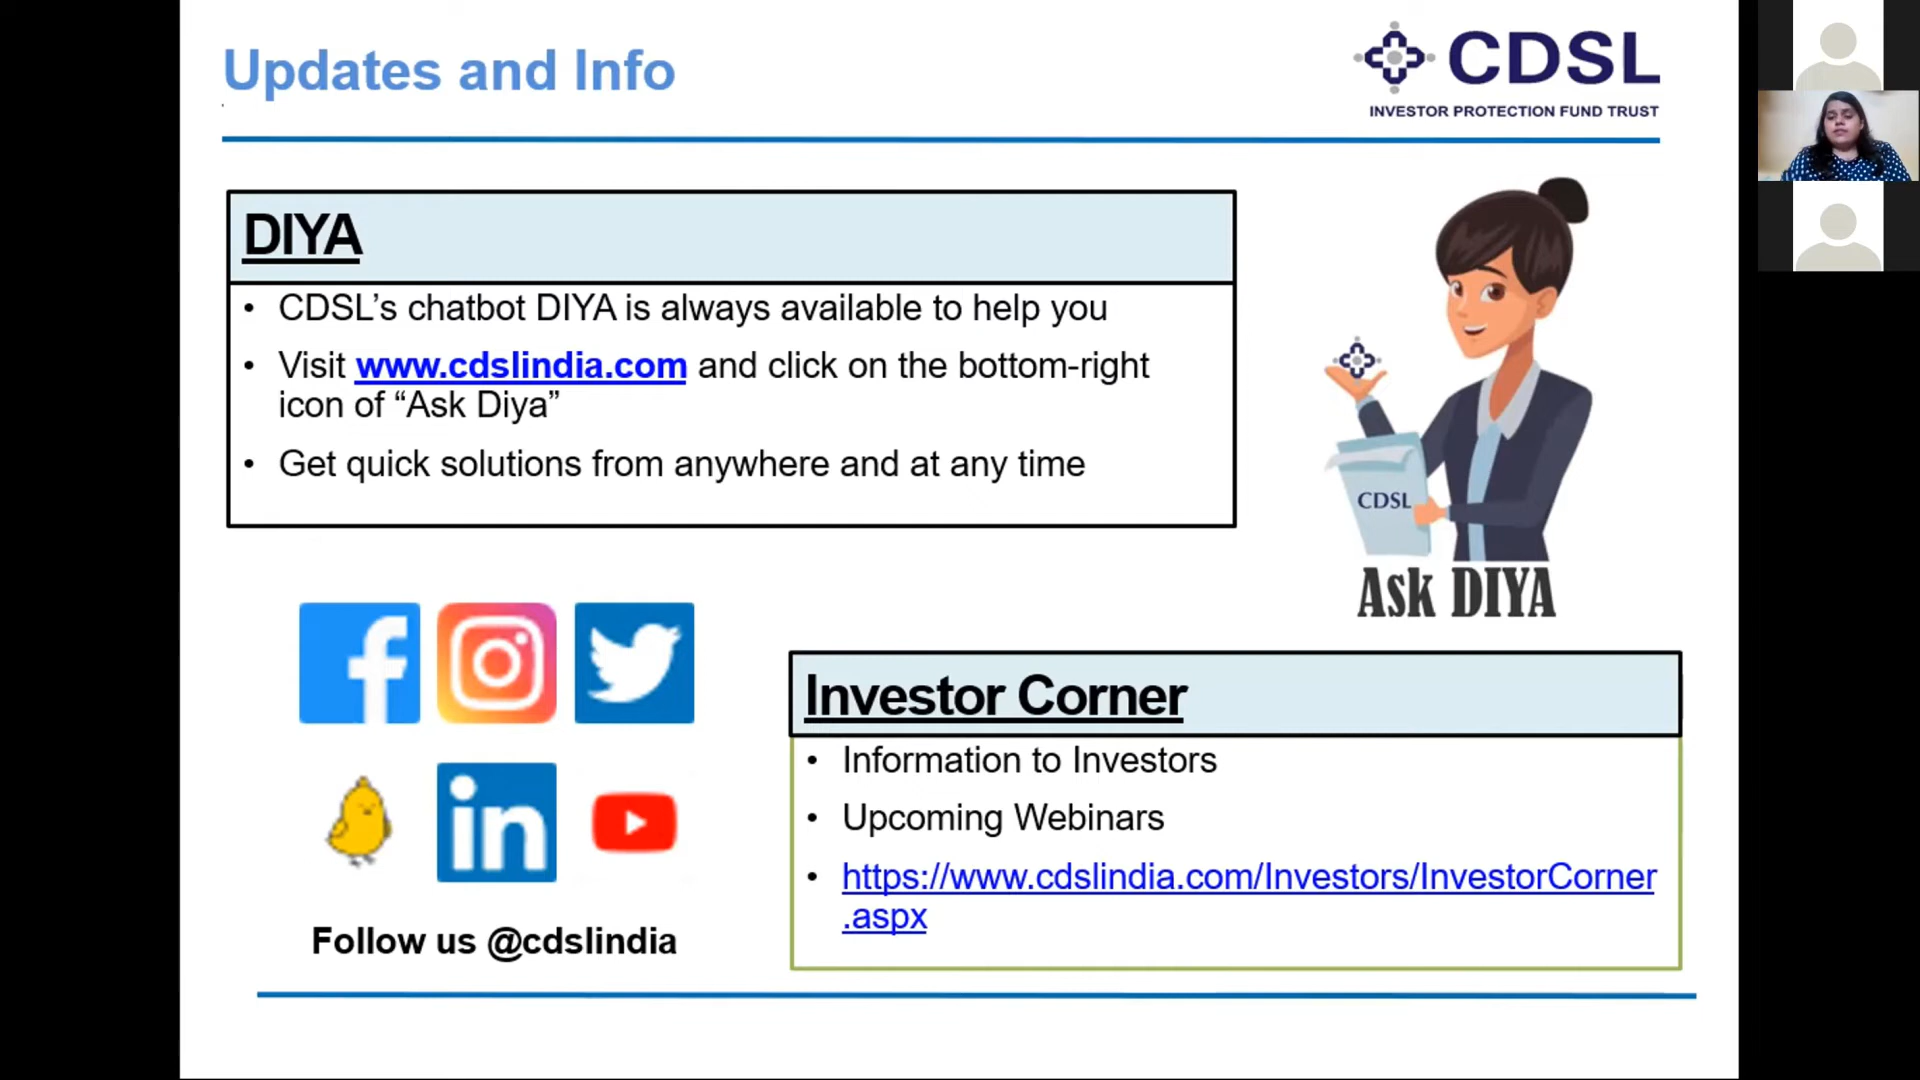 Updates and Info
CDSL
INVESTOR PROTECTION FUND TRUST
DIYA
• CDSL’s chatbot DIYA is always available to help you
• Visit www.cdslindia.com and click on the bottom-right
icon of “Ask Diya”
• Get quick solutions from anywhere and at any time
CDSL
Ask DIYA
Follow us @cdslindia
Investor Corner
• Information to Investors
• Upcoming Webinars
• https://www.cdslindia.com/Investors/InvestorCorner
.aspx